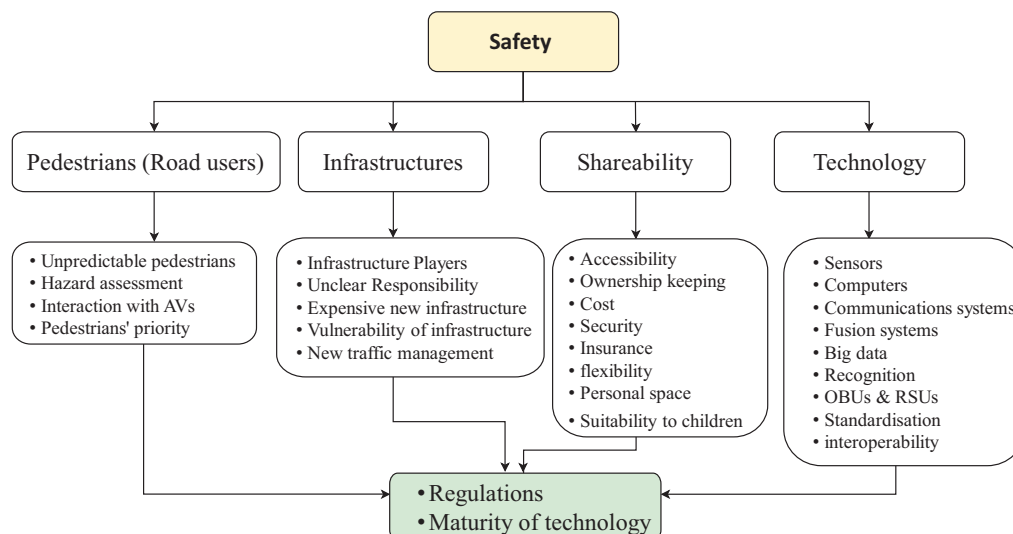 Safety
Pedestrians (Road users)
Infrastructures
Shareability
Technology
• Unpredictable pedestrians
• Hazard assessment
• Interaction with AVs
• Pedestrians' priority
• Infrastructure Players
• Unclear Responsibility
• Expensive new infrastructure
• Vulnerability of infrastructure
• New traffic management
• Accessibility
• Ownership keeping
• Cost
• Security
• Insurance
• flexibility
• Personal space
• Suitability to children
• Sensors
• Computers
• Communications systems
• Fusion systems
• Big data
• Recognition
• OBUs & RSUs
• Standardisation
• interoperability
• Regulations
• Maturity of technology